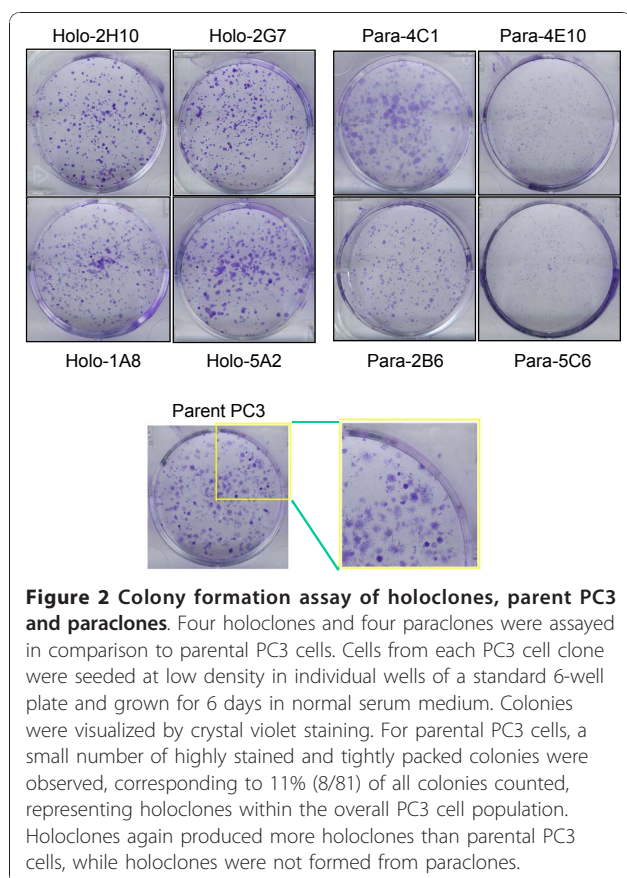 Holo-2H10 Holo-2G7 Para-4C1 Para-4E10
Holo-1A8 Holo-5A2 Para-2B6 Para-5C6
Parent PC3
Figure 2 Colony formation assay of holoclones, parent PC3
and paraclones. Four holoclones and four paraclones were assayed
in comparison to parental PC3 cells. Cells from each PC3 cell clone
were seeded at low density in individual wells of a standard 6-well
plate and grown for 6 days in normal serum medium. Colonies
were visualized by crystal violet staining. For parental PC3 cells, a
small number of highly stained and tightly packed colonies were
observed, corresponding to 11% (8/81) of all colonies counted,
representing holoclones within the overall PC3 cell population.
Holoclones again produced more holoclones than parental PC3
cells, while holoclones were not formed from paraclones.